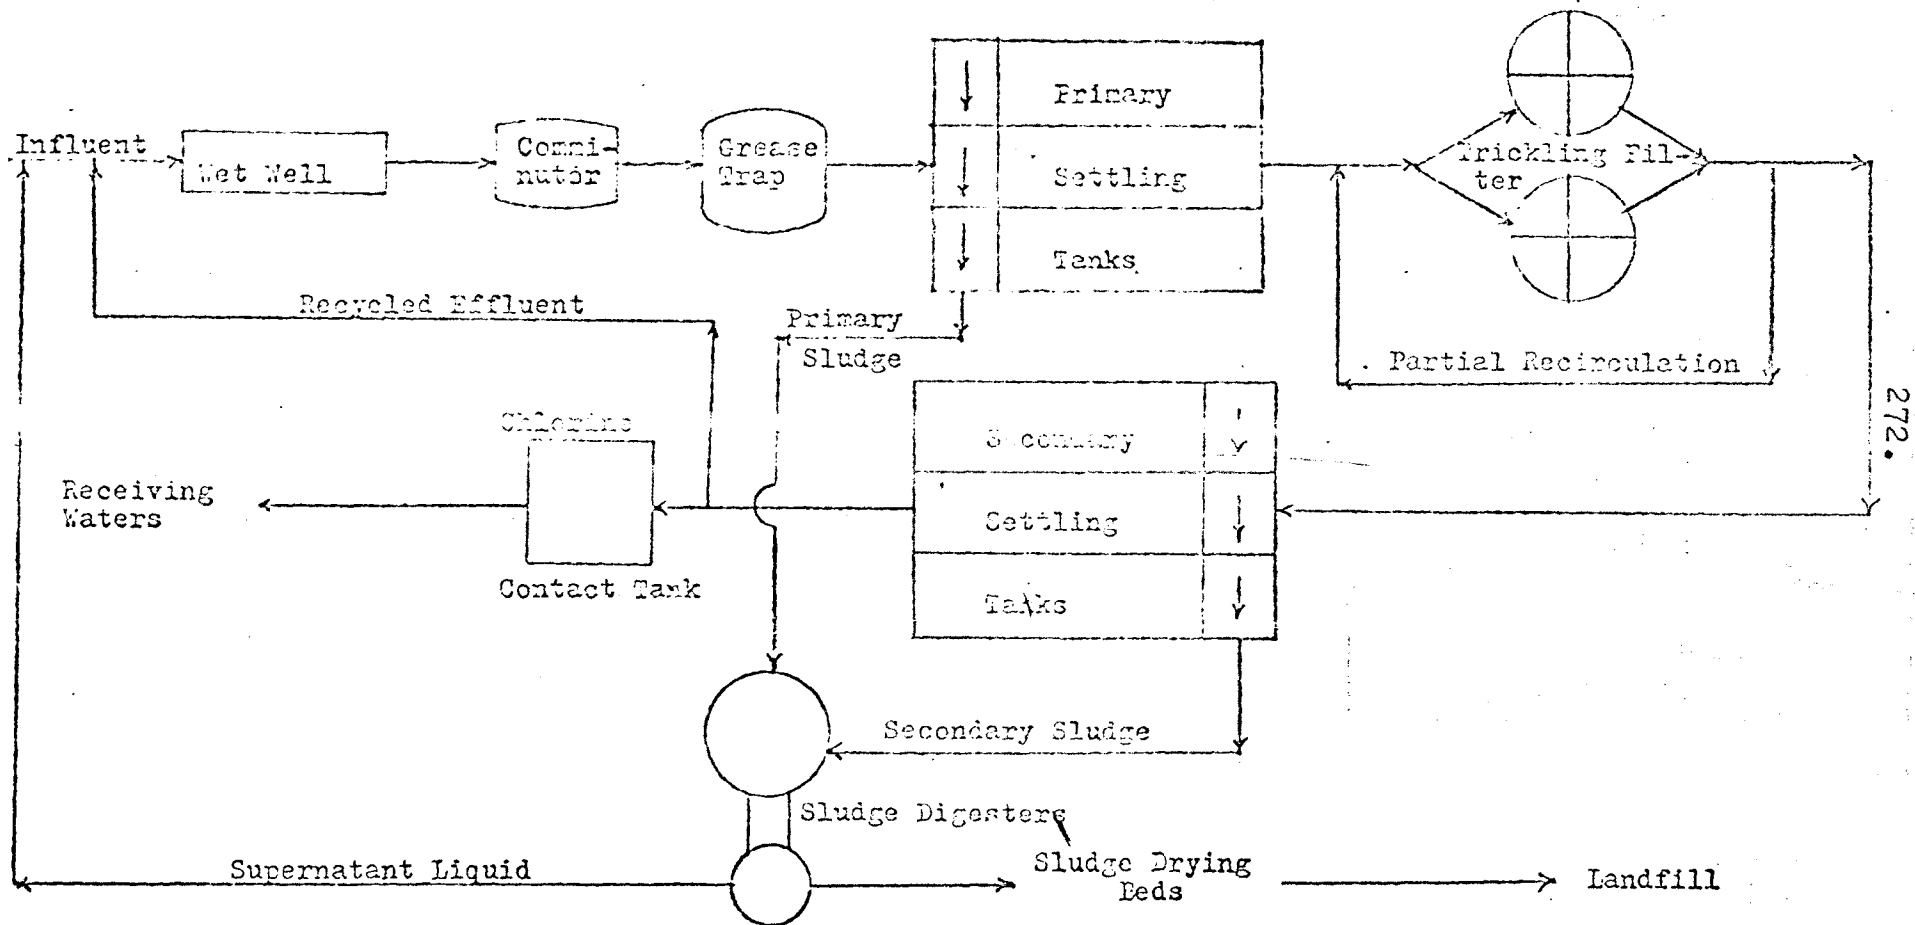 Influent
Wet Well
Commi-
nutor
Grease
Trap
Primary
Settling
Tanks
Trickling Fil-
ter
Recycled Effluent
Primary
Sludge
Partial Recirculation
272.
Chlorine
Contact Tank
Receiving
Waters
Secondary
Settling
Tanks
Secondary Sludge
Sludge Digesters
Supernatant Liquid
Sludge Drying
Beds
Landfill